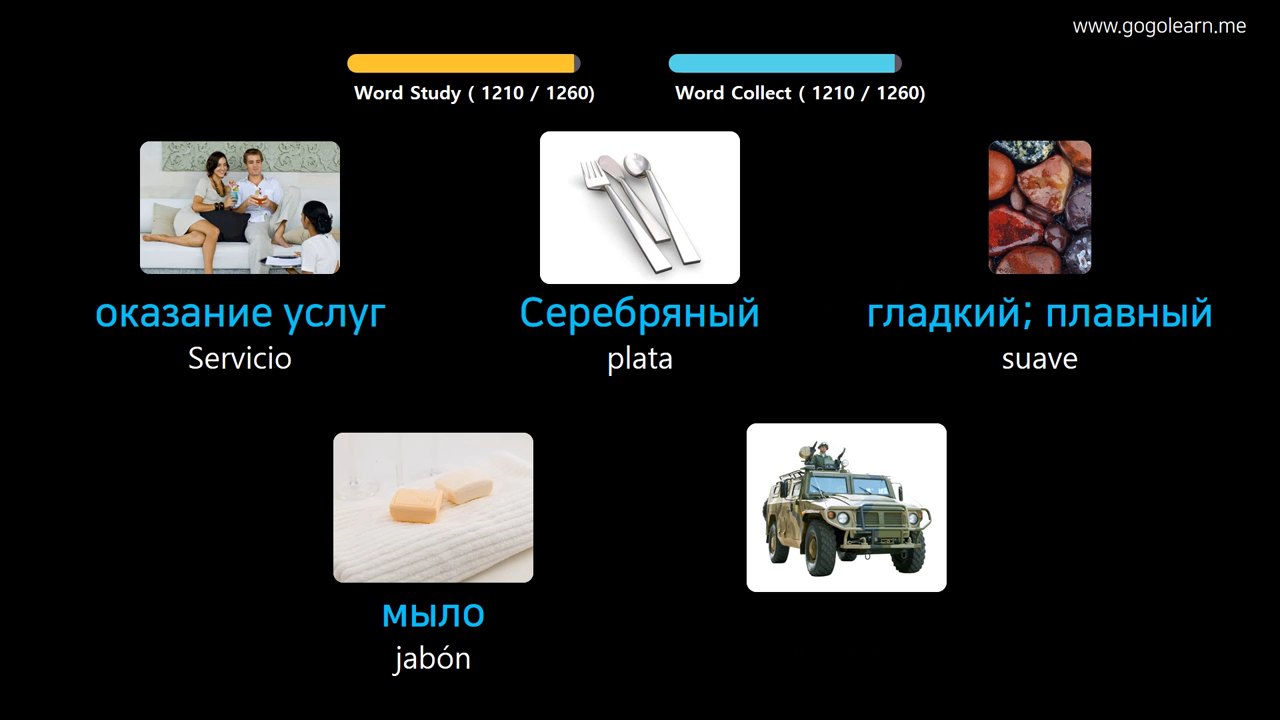 www.gogolearn.me
Word Study ( 1210 / 1260)
Word Collect ( 1210 / 1260)
оказание услуг
Servicio
Серебряный
plata
гладкий; плавный
suave
мыло
jabón